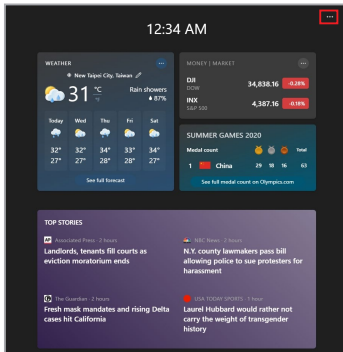 12:34 AM
WEATHER
New Taipei City, Taiwan
31 °C
°F
Rain showers
87%
Today Wed Thu Fri Sat
32° 32° 34° 33° 34°
27° 27° 28° 28° 27°
See full forecast
MONEY | MARKET
DJI
DOW
34,838.16 -0.28%
INX
S&P 500
4,387.16 -0.18%
SUMMER GAMES 2020
Medal count Total
1 China 29 18 16 63
See full medal count on Olympics.com
TOP STORIES
AP Associated Press · 2 hours
Landlords, tenants fill courts as
eviction moratorium ends
NBC News · 2 hours
N.Y. county lawmakers pass bill
allowing police to sue protesters for
harassment
The Guardian · 2 hours
Fresh mask mandates and rising Delta
cases hit California
USA TODAY SPORTS · 1 hour
Laurel Hubbard would rather not
carry the weight of transgender
history